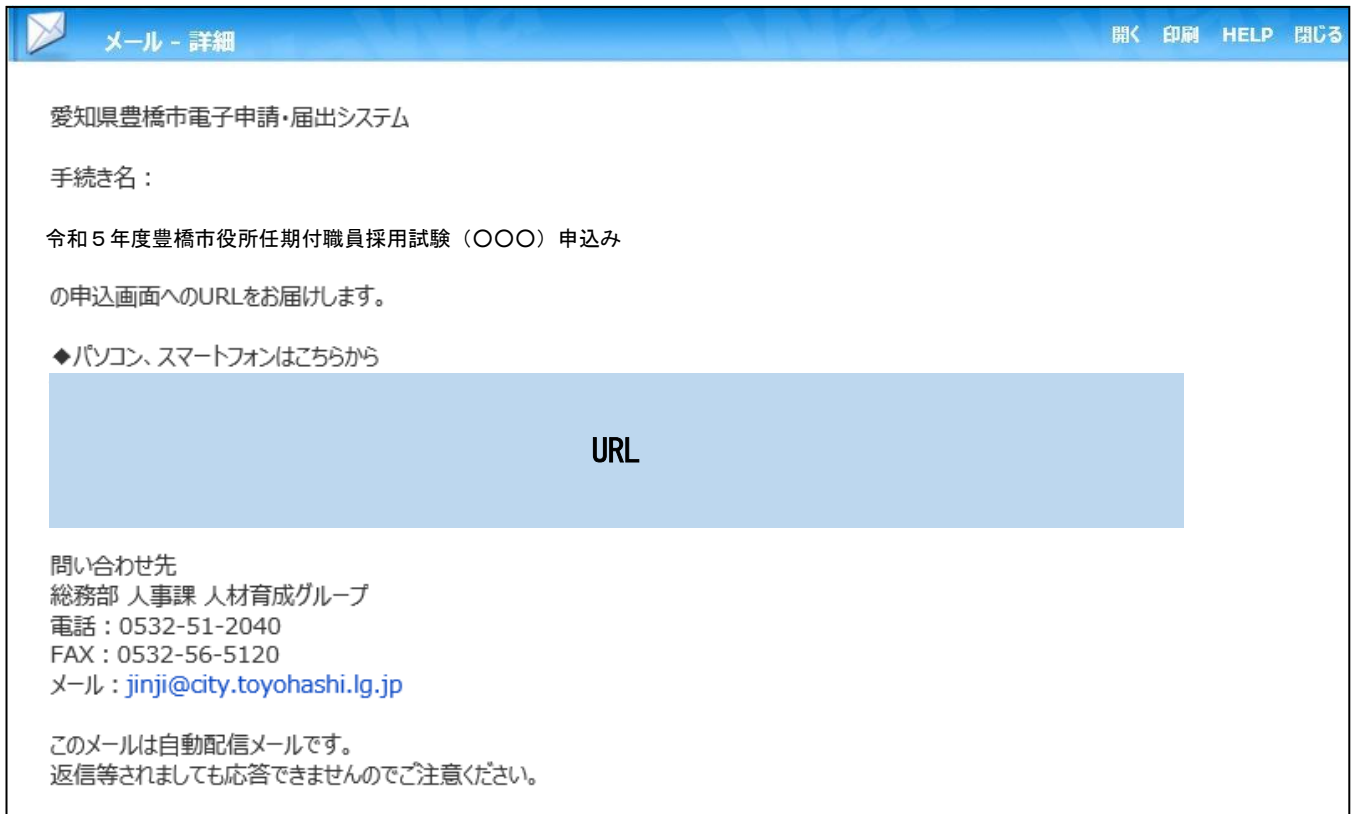 メール - 詳細
開く 印刷 HELP 閉じる
愛知県豊橋市電子申請・届出システム
手続き名：
令和５年度豊橋市役所任期付職員採用試験（〇〇〇）申込み
の申込画面へのURLをお届けします。
◆パソコン、スマートフォンはこちらから
URL
問い合わせ先
総務部 人事課 人材育成グループ
電話：0532-51-2040
FAX：0532-56-5120
メール：jinji@city.toyohashi.lg.jp
このメールは自動配信メールです。
返信等されましても応答できませんのでご注意ください。